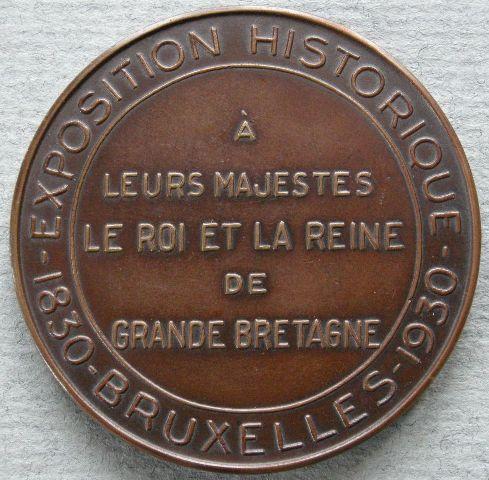 EXPOSITION HISTORIQUE
À
LEURS MAJESTES
LE ROI ET LA REINE
DE
GRANDE BRETAGNE
1830-BRUXELLES-1930